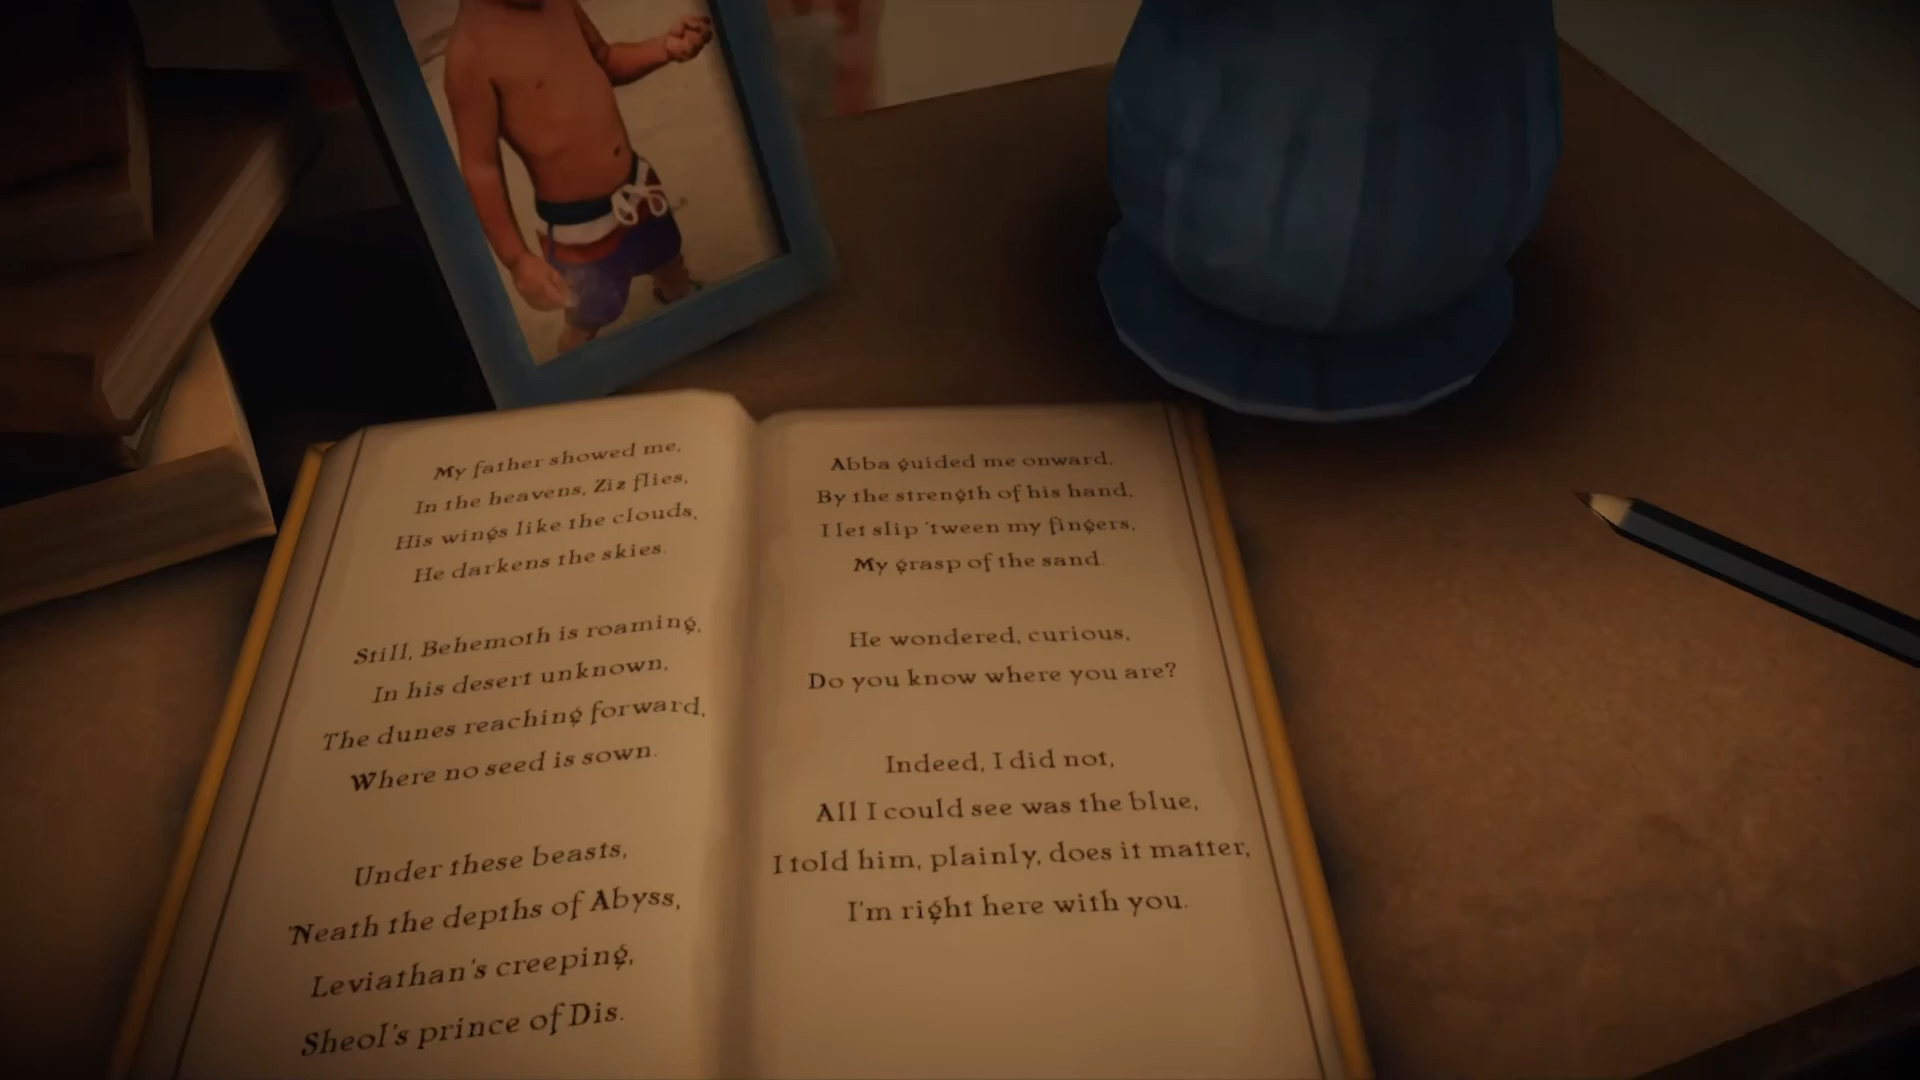 My father showed me,
In the heavens, Ziz flies,
His wings like the clouds,
He darkens the skies.
Still, Behemoth is roaming,
In his desert unknown,
The dunes reaching forward,
Where no seed is sown.
Under these beasts,
'Neath the depths of Abyss,
Leviathan's creeping,
Sheol's prince of Dis.
Abba guided me onward,
By the strength of his hand,
I let slip 'tween my fingers,
My grasp of the sand.
He wondered, curious,
Do you know where you are?
Indeed, I did not,
All I could see was the blue,
I told him, plainly, does it matter,
I'm right here with you.